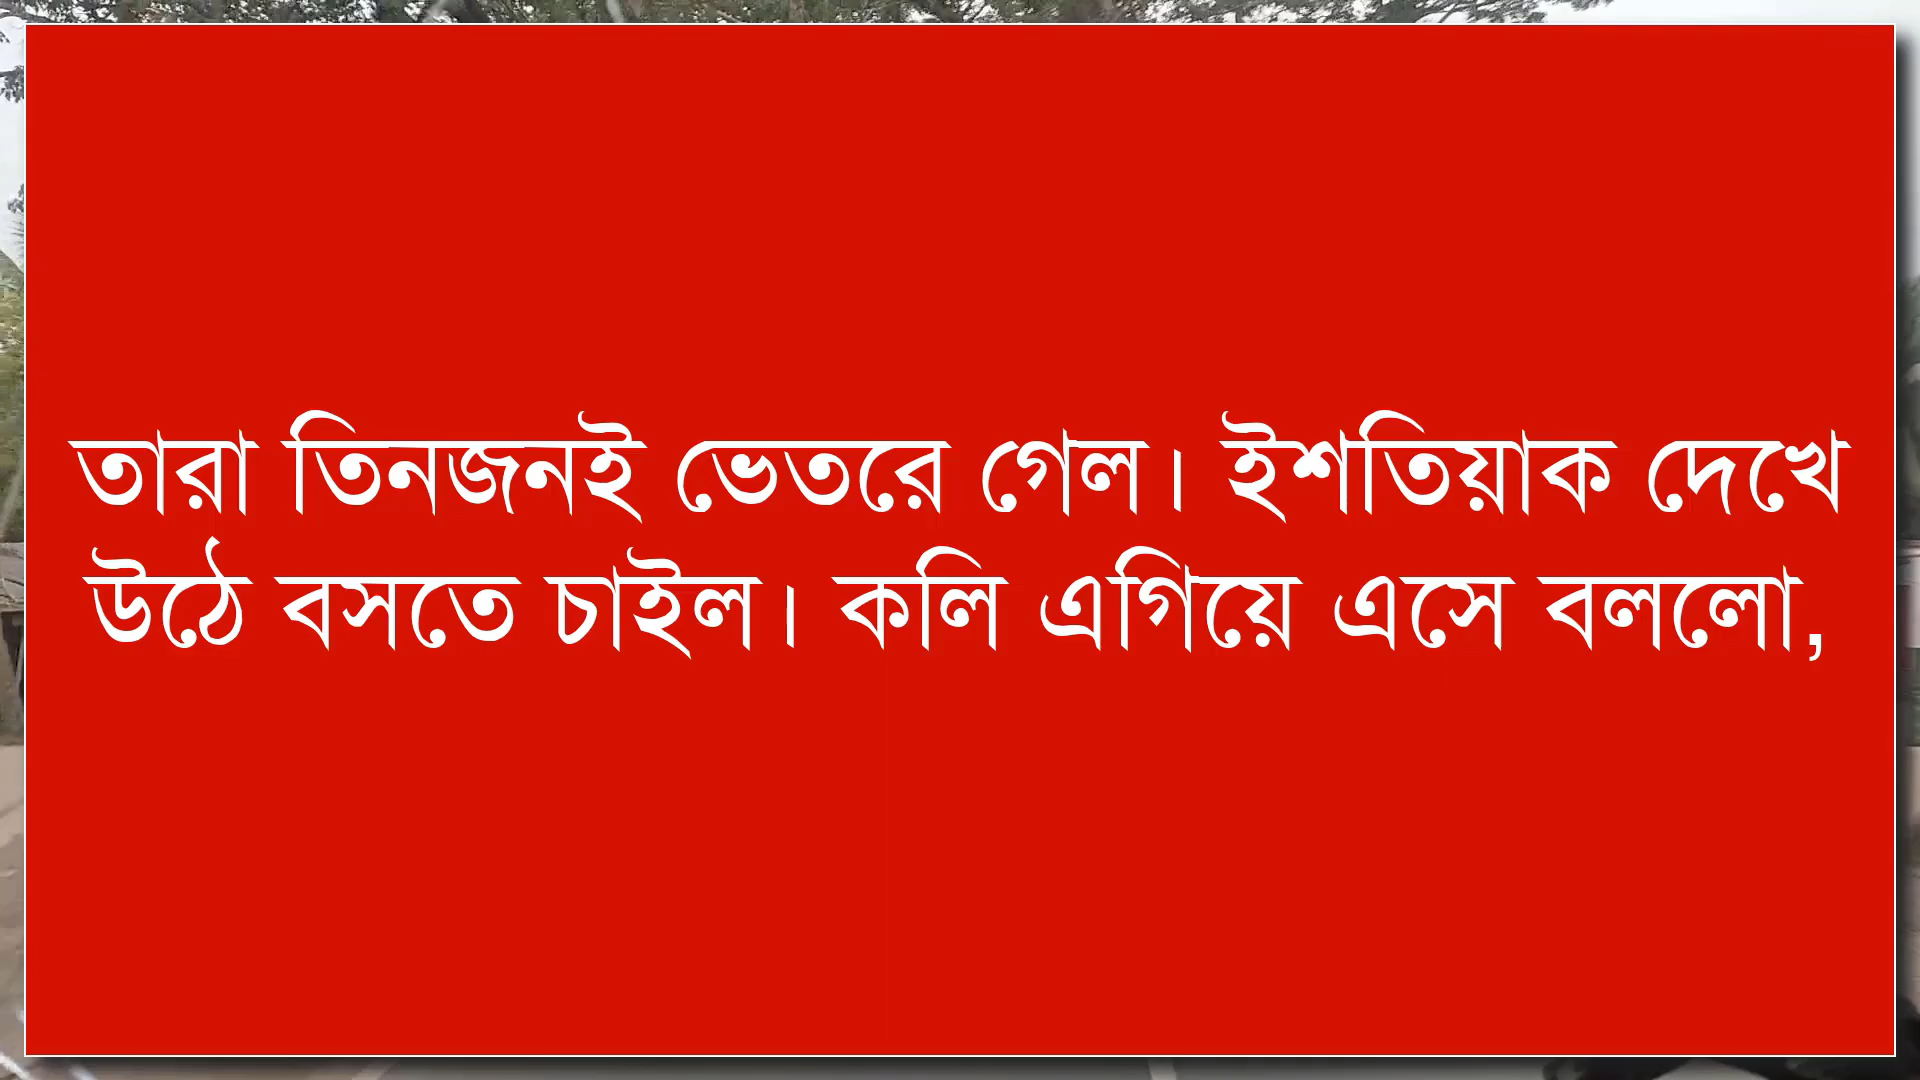 তারা তিনজনই ভেতরে গেল। ইশতিয়াক দেখে
উঠে বসতে চাইল। কলি এগিয়ে এসে বললো,